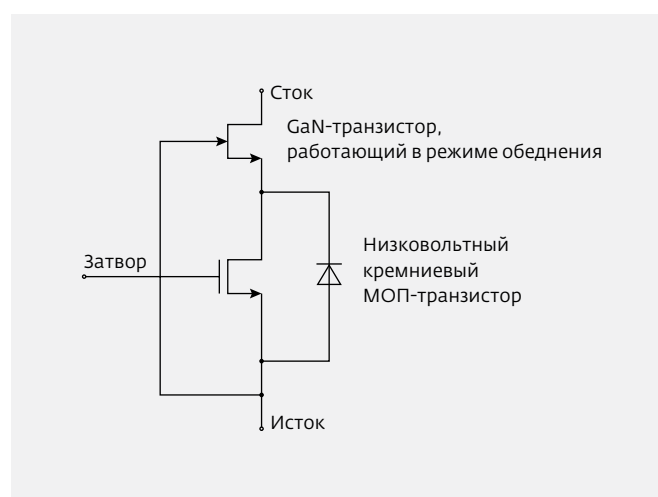 Сток
GaN-транзистор,
работающий в режиме обеднения
Затвор
Низковольтный
кремниевый
МОП-транзистор
Исток